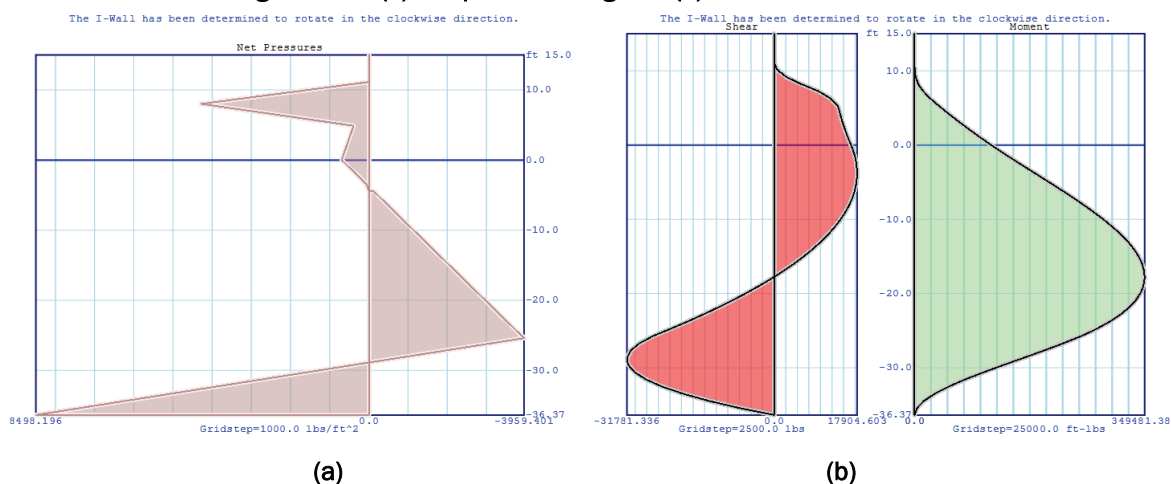 The I-Wall has been determined to rotate in the clockwise direction.
Net Pressures
ft 15.0
10.0
0.0
-10.0
-20.0
-30.0
-36.37
8498.196 0.0 -3959.401
Gridstep=1000.0 lbs/ft^2
(a)
The I-Wall has been determined to rotate in the clockwise direction.
Shear
ft 15.0
10.0
0.0
-10.0
-20.0
-30.0
-36.37
-31781.336 0.0 17904.603
Gridstep=2500.0 lbs
Moment
0.0 349481.38
Gridstep=25000.0 ft-lbs
(b)